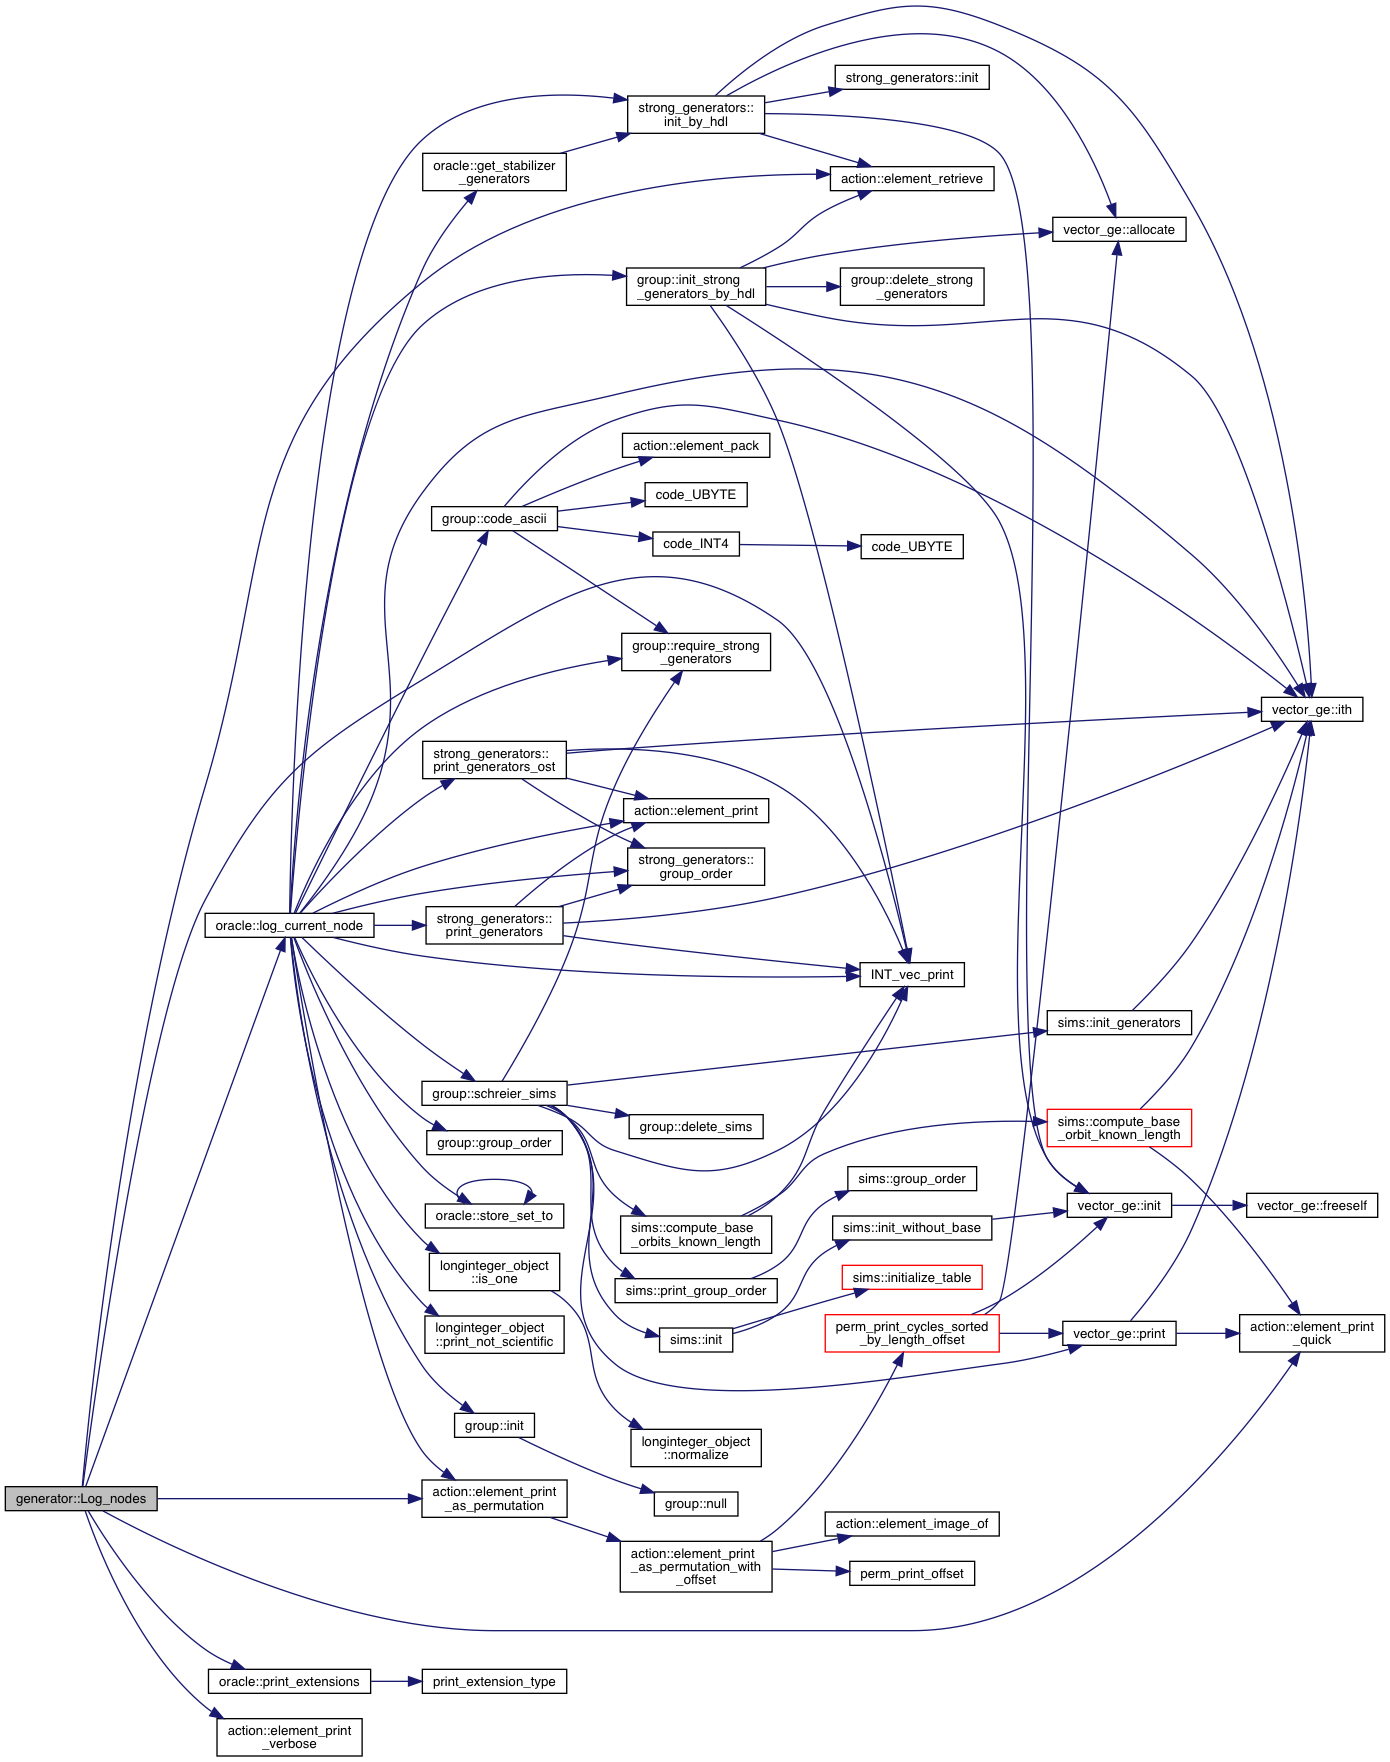 strong_generators::init
strong_generators::
init_by_hdl
oracle::get_stabilizer
_generators
action::element_retrieve
vector_ge::allocate
group::init_strong
_generators_by_hdl
group::delete_strong
_generators
action::element_pack
code_UBYTE
group::code_ascii
code_INT4
code_UBYTE
group::require_strong
_generators
vector_ge::ith
strong_generators::
print_generators_ost
action::element_print
strong_generators::
group_order
oracle::log_current_node
strong_generators::
print_generators
INT_vec_print
sims::init_generators
group::schreier_sims
group::delete_sims
sims::compute_base
_orbit_known_length
group::group_order
sims::group_order
oracle::store_set_to
sims::compute_base
_orbits_known_length
sims::init_without_base
vector_ge::init
vector_ge::freeself
longinteger_object
::is_one
sims::print_group_order
sims::initialize_table
longinteger_object
::print_not_scientific
sims::init
perm_print_cycles_sorted
_by_length_offset
vector_ge::print
action::element_print
_quick
group::init
longinteger_object
::normalize
generator::Log_nodes
action::element_print
_as_permutation
group::null
action::element_image_of
action::element_print
_as_permutation_with
_offset
perm_print_offset
oracle::print_extensions
print_extension_type
action::element_print
_verbose